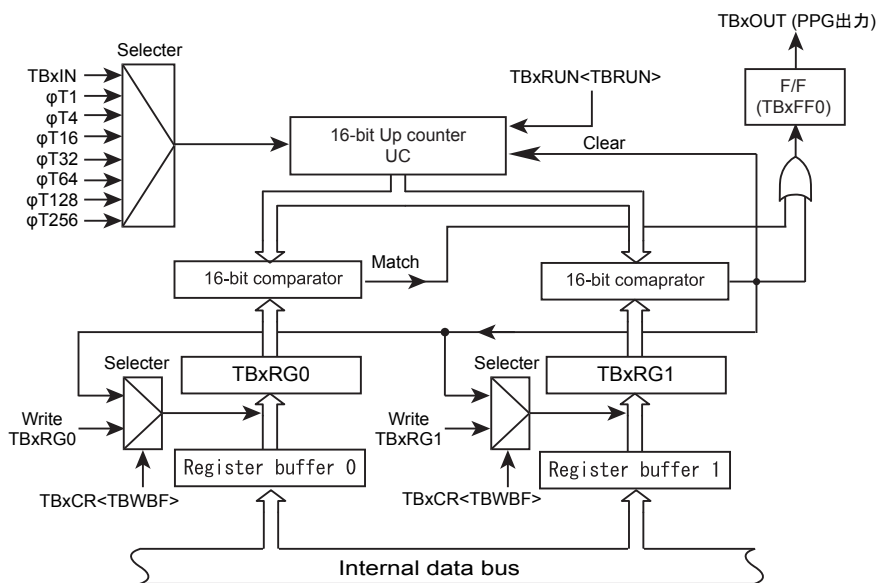 TBxOUT (PPG出力)
Selecter
TBxIN
φT1
φT4
φT16
φT32
φT64
φT128
φT256
TBxRUN<TBRUN>
F/F
(TBxFF0)
16-bit Up counter
UC
Clear
16-bit comparator
Match
16-bit comaprator
Selecter
TBxRG0
Selecter
TBxRG1
Write
TBxRG0
Write
TBxRG1
Register buffer 0
Register buffer 1
TBxCR<TBWBF>
TBxCR<TBWBF>
Internal data bus